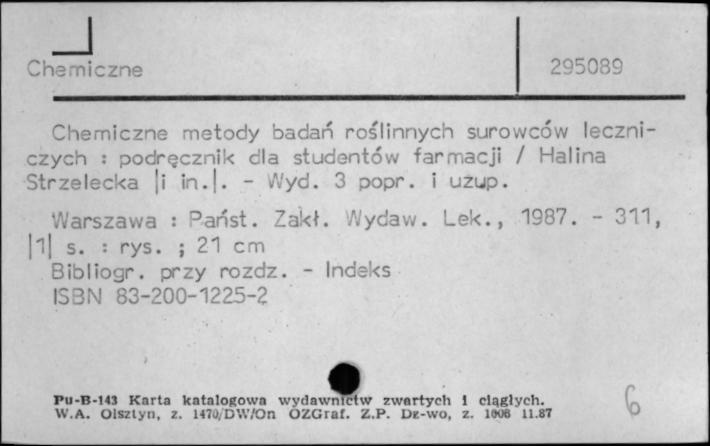 Chemiczne 295089
Chemiczne metody badań roślinnych surowców leczni-
czych : podręcznik dla studentów farmacji / Halina
Strzelecka |i in.|. - Wyd. 3 popr. i uzup.
Warszawa : Państ. Zakł. Wydaw. Lek., 1987. - 311,
|1| s. : rys. ; 21 cm
Bibliogr. przy rozdz. - Indeks
ISBN 83-200-1225-2
Pu-B-143 Karta katalogowa wydawnictw zwartych i ciągłych.
W.A. Olsztyn, z. 1470/DW/On OZGraf. Z.P. Dz-wo, z. 1006 11.87
6